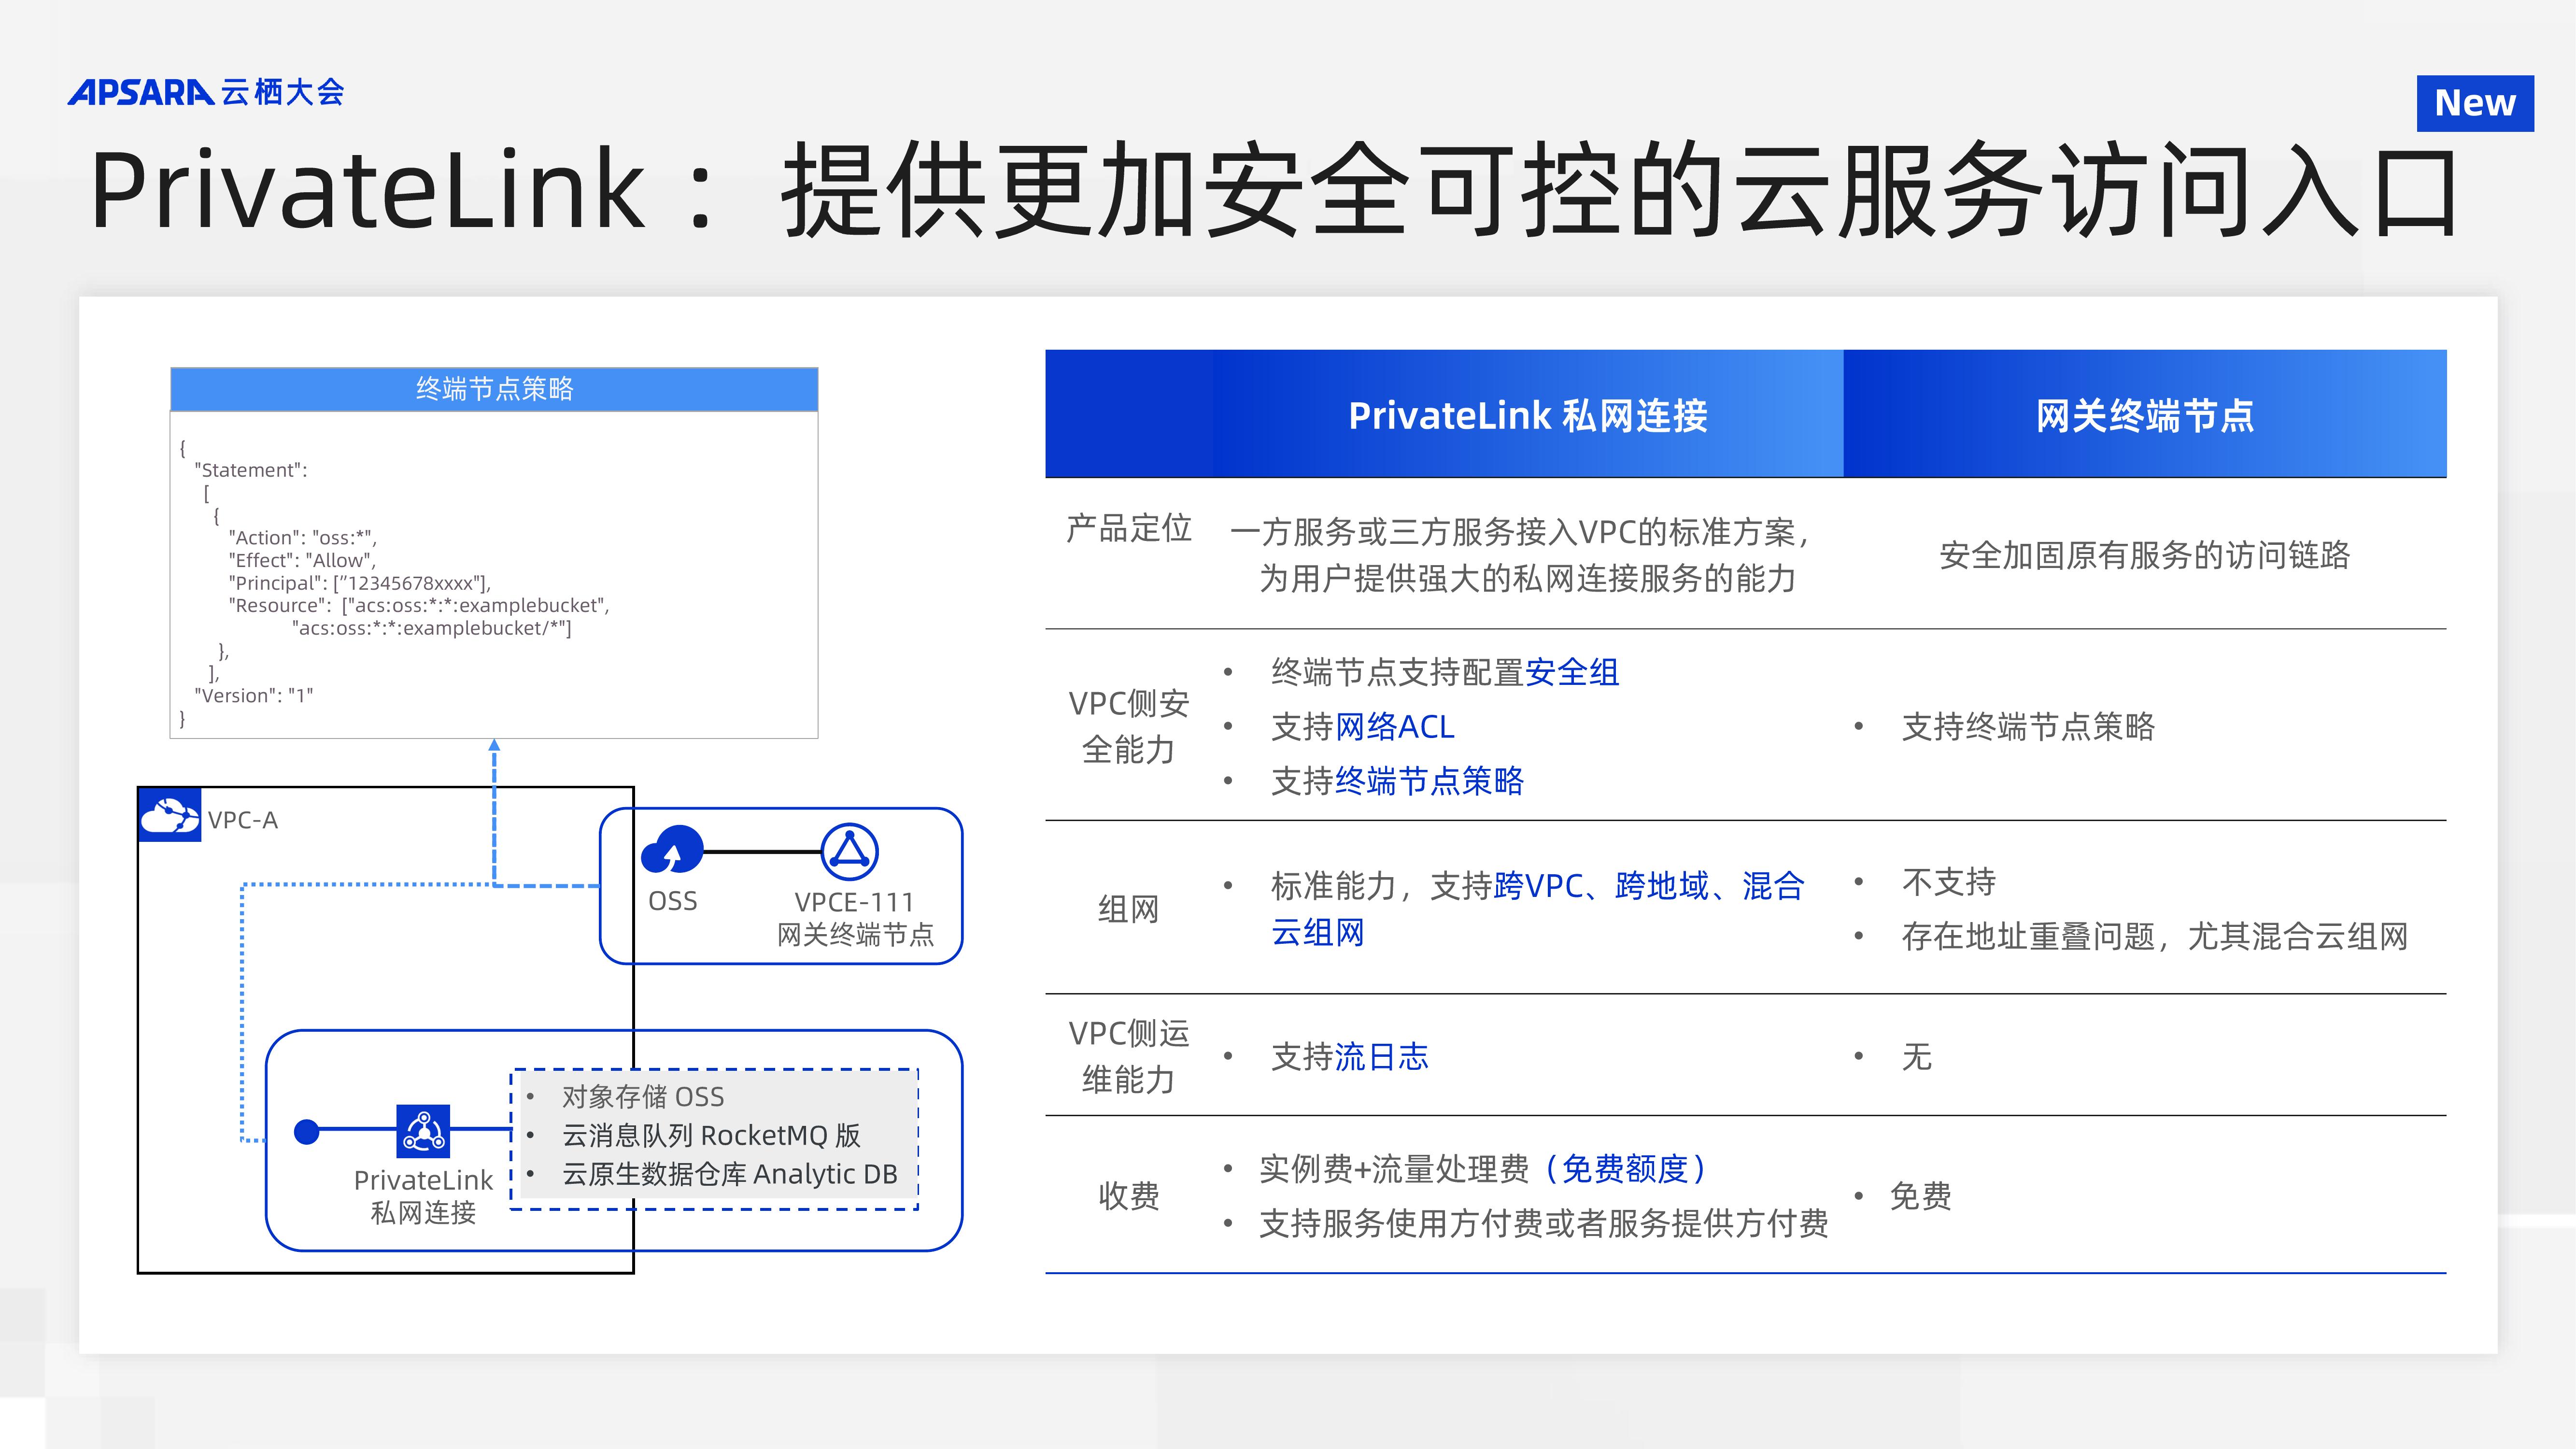 APSARA 云栖大会
New
PrivateLink ：提供更加安全可控的云服务访问入口
终端节点策略
{
"Statement":
[
{
"Action": "oss:*",
"Effect": "Allow",
"Principal": ["12345678xxxx"],
"Resource": ["acs:oss:*:*:examplebucket",
"acs:oss:*:*:examplebucket/*"]
},
],
"Version": "1"
}
VPC-A
OSS
VPCE-111
网关终端节点
PrivateLink
私网连接
• 对象存储 OSS
• 云消息队列 RocketMQ 版
• 云原生数据仓库 Analytic DB
PrivateLink 私网连接
网关终端节点
产品定位
一方服务或三方服务接入VPC的标准方案，
为用户提供强大的私网连接服务的能力
安全加固原有服务的访问链路
VPC侧安
全能力
• 终端节点支持配置安全组
• 支持网络ACL
• 支持终端节点策略
• 支持终端节点策略
组网
• 标准能力，支持跨VPC、跨地域、混合
云组网
• 不支持
• 存在地址重叠问题，尤其混合云组网
VPC侧运
维能力
• 支持流日志
• 无
收费
• 实例费+流量处理费（免费额度）
• 支持服务使用方付费或者服务提供方付费
• 免费